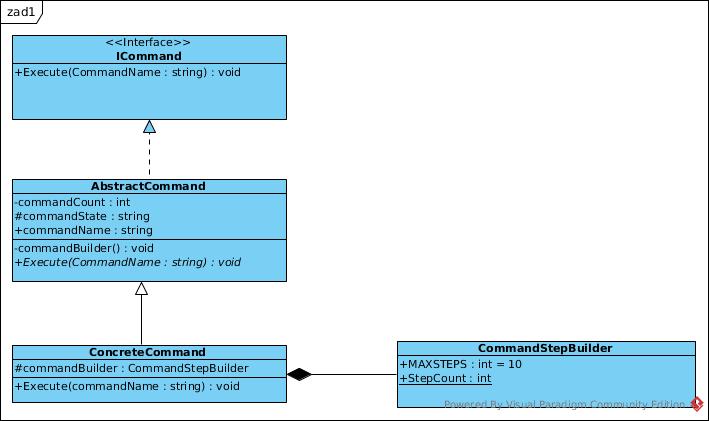 zad1
<<Interface>>
ICommand
+Execute(CommandName : string) : void
AbstractCommand
-commandCount : int
#commandState : string
+commandName : string
-commandBuilder() : void
+Execute(CommandName : string) : void
ConcreteCommand
#commandBuilder : CommandStepBuilder
+Execute(commandName : string) : void
CommandStepBuilder
+MAXSTEPS : int = 10
+StepCount : int
Powered By Visual Paradigm Community Edition